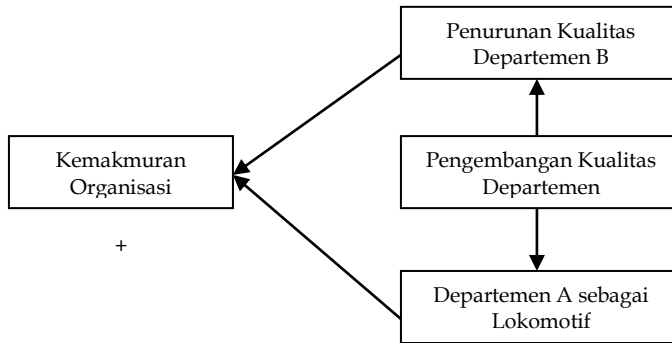 Penurunan Kualitas
Departemen B
Kemakmuran
Organisasi
+
Pengembangan Kualitas
Departemen
Departemen A sebagai
Lokomotif